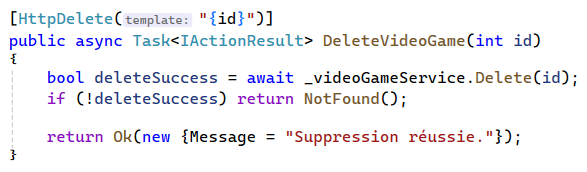 [HttpDelete(template: "{id}")]
public async Task<IActionResult> DeleteVideoGame(int id)
{
    bool deleteSuccess = await _videoGameService.Delete(id);
    if (!deleteSuccess) return NotFound();

    return Ok(new {Message = "Suppression réussie."});
}